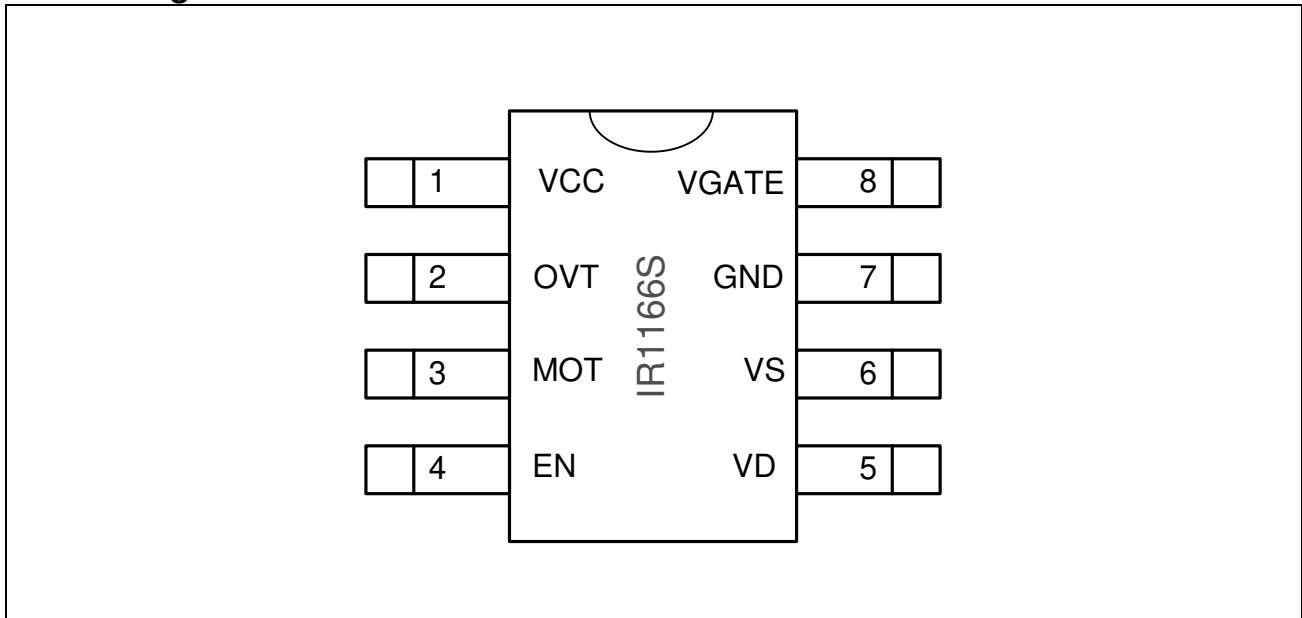 1 VCC VGATE 8
2 OVT GND 7
3 MOT VS 6
4 EN VD 5
IR1166S